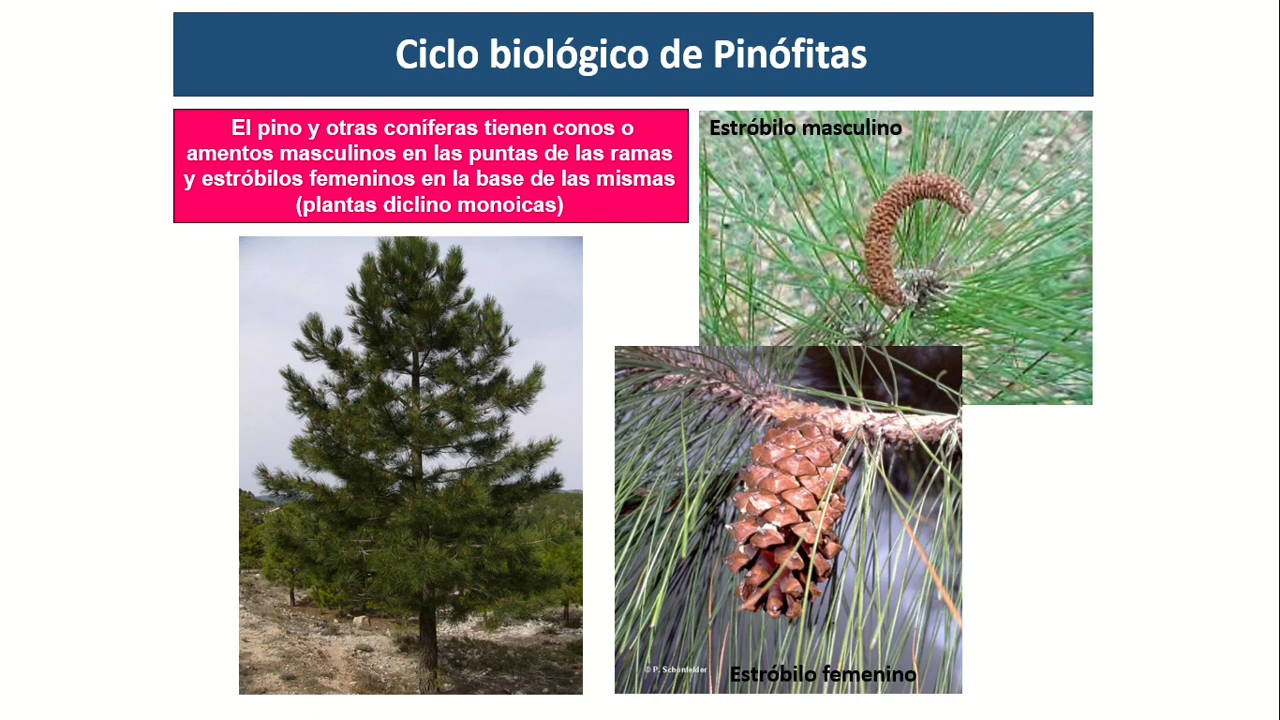 Ciclo biológico de Pinófitas
El pino y otras coníferas tienen conos o
amentos masculinos en las puntas de las ramas
y estróbilos femeninos en la base de las mismas
(plantas diclino monoicas)
Estróbilo masculino
© P. Schönfelder
Estróbilo femenino